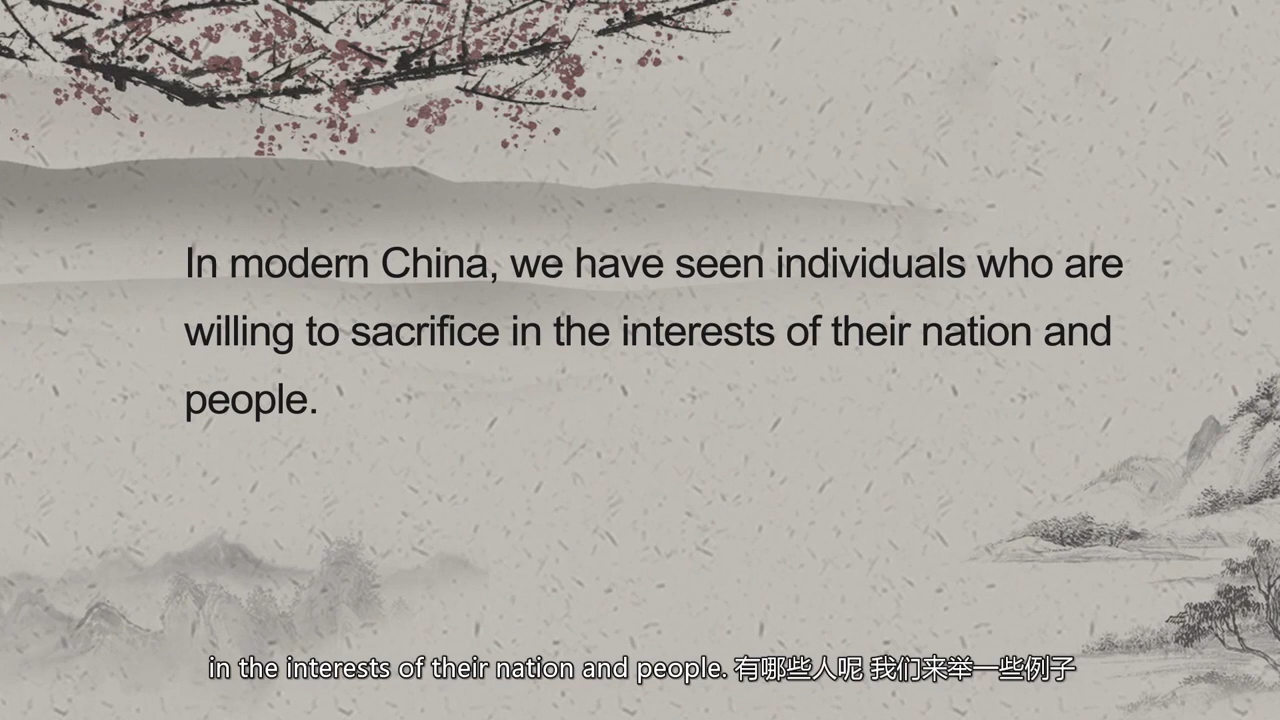 In modern China, we have seen individuals who are
willing to sacrifice in the interests of their nation and
people.
in the interests of their nation and people. 有哪些人呢 我们来举一些例子